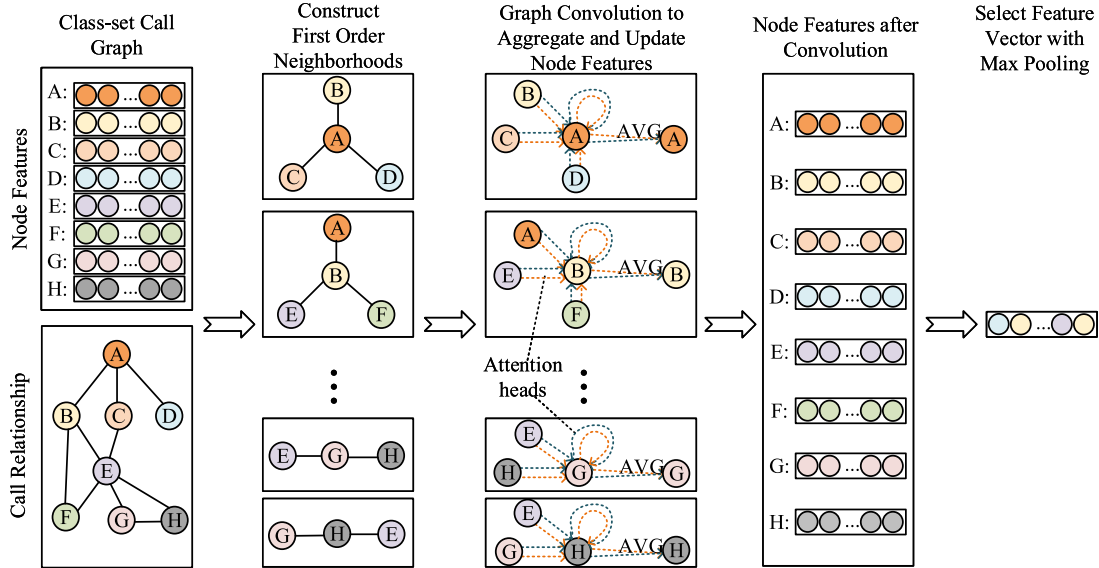 Class-set Call
Graph
Construct
First Order
Neighborhoods
Graph Convolution to
Aggregate and Update
Node Features
Node Features after
Convolution
Select Feature
Vector with
Max Pooling
Node Features
A: ...
B: ...
C: ...
D: ...
E: ...
F: ...
G: ...
H: ...
Call Relationship
A
B C D
E
F G H
B
A
C D
A
B
E F
E G H
G H E
B
C A AVG A
D
A
E B AVG B
F
Attention
heads
E
H G AVG G
E
G H AVG H
A: ...
B: ...
C: ...
D: ...
E: ...
F: ...
G: ...
H: ...
...